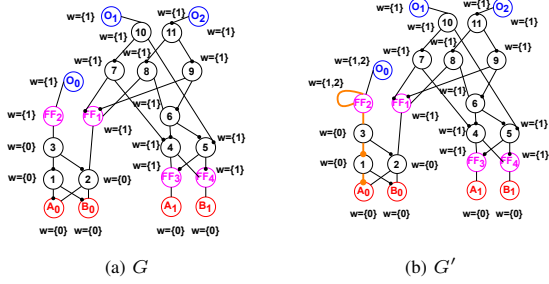 O1 w={1} O2 w={1}
10 11
w={1} w={1}
7 8 9
w={1} w={1} w={1}
w={1} O0
w={1} FF2 FF1 w={1} 6 w={1}
w={0} 3 w={1} 4 5 w={1}
w={0} 1 2 w={0} w={1} FF3 FF4 w={1}
A0 B0 A1 B1
w={0} w={0} w={0} w={0}
(a) G
O1 w={1} O2 w={1}
10 11
w={1} w={1}
7 8 9
w={1} w={1} w={1}
w={1,2} O0
w={1,2} FF2 FF1 w={1} 6 w={1}
w={0} 3 w={1} 4 5 w={1}
w={0} 1 2 w={0} w={1} FF3 FF4 w={1}
A0 B0 A1 B1
w={0} w={0} w={0} w={0}
(b) G′